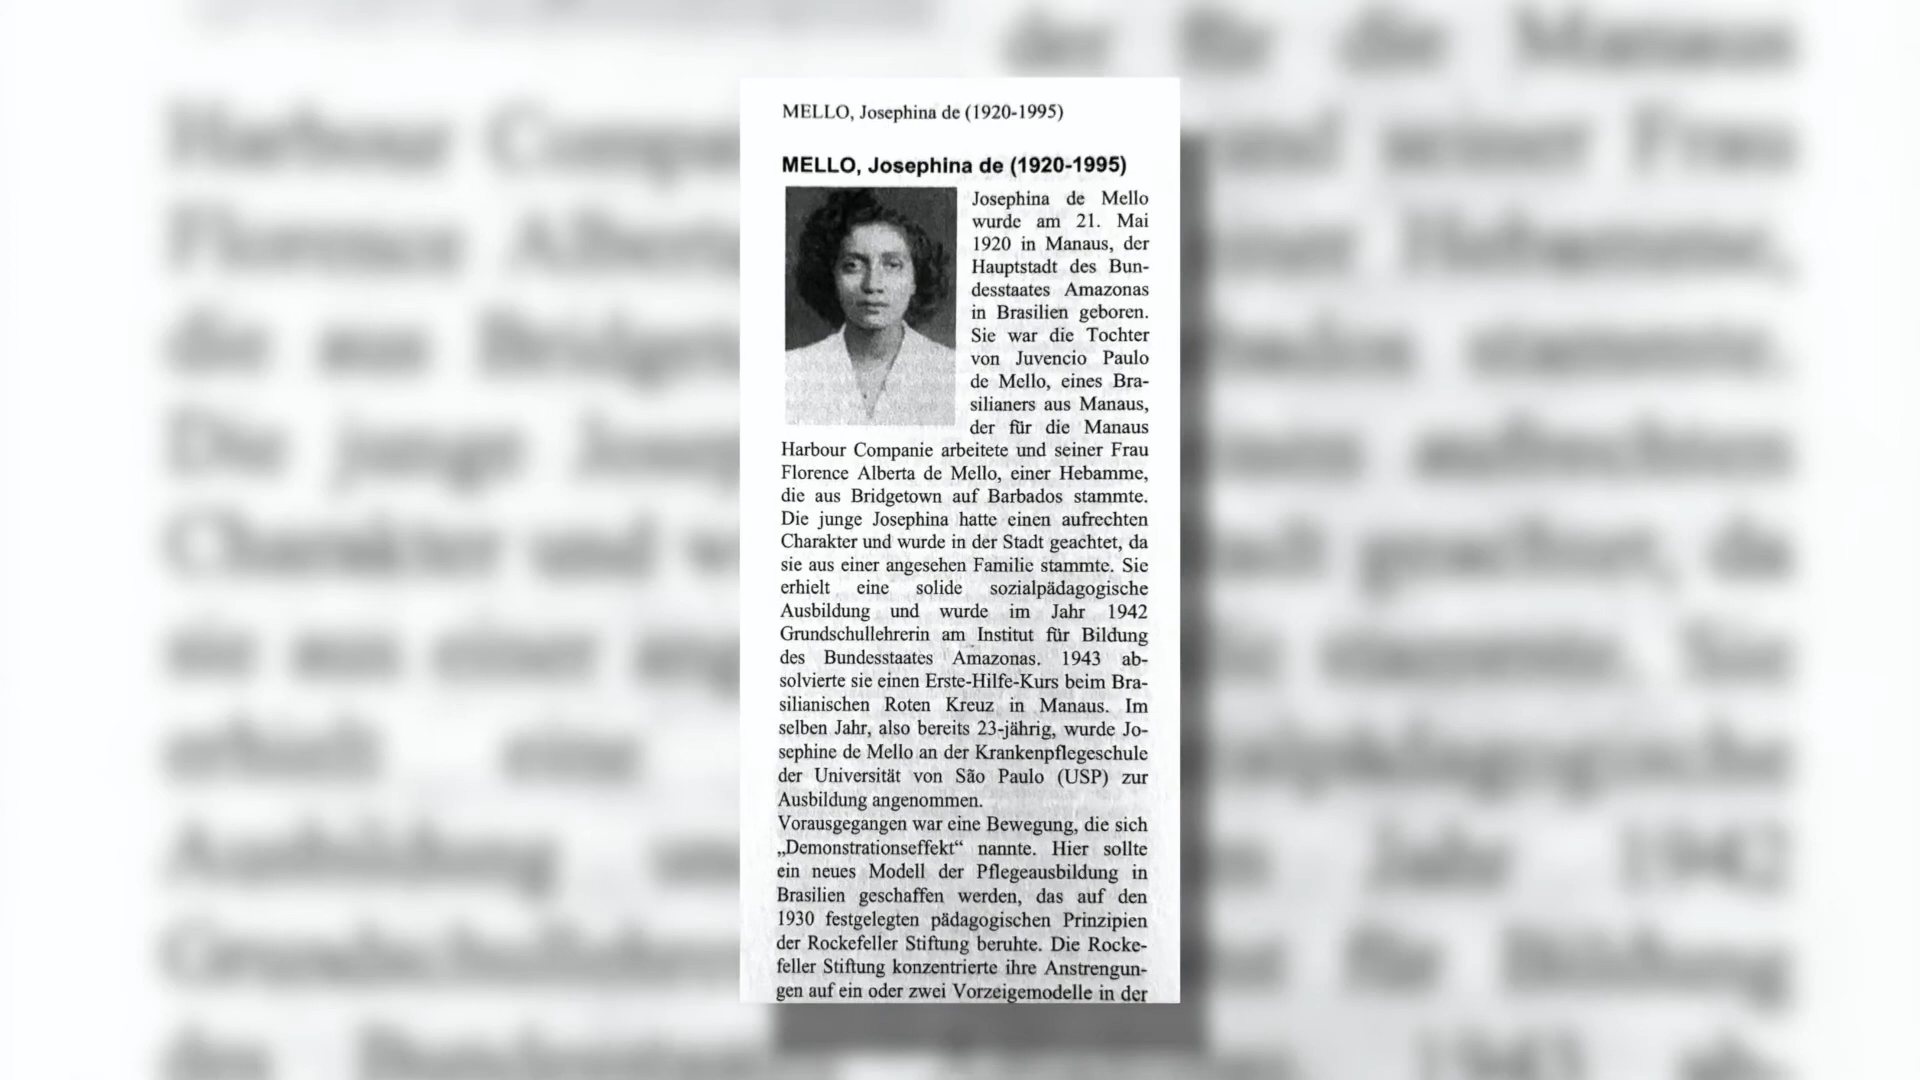 MELLO, Josephina de (1920-1995)
MELLO, Josephina de (1920-1995)
Josephina de Mello
wurde am 21. Mai
1920 in Manaus, der
Hauptstadt des Bun-
desstaates Amazonas
in Brasilien geboren.
Sie war die Tochter
von Juvencio Paulo
de Mello, eines Bra-
silianers aus Manaus,
der für die Manaus
Harbour Companie arbeitete und seiner Frau
Florence Alberta de Mello, einer Hebamme,
die aus Bridgetown auf Barbados stammte.
Die junge Josephina hatte einen aufrechten
Charakter und wurde in der Stadt geachtet, da
sie aus einer angesehen Familie stammte. Sie
erhielt eine solide sozialpädagogische
Ausbildung und wurde im Jahr 1942
Grundschullehrerin am Institut für Bildung
des Bundesstaates Amazonas. 1943 ab-
solvierte sie einen Erste-Hilfe-Kurs beim Bra-
silianischen Roten Kreuz in Manaus. Im
selben Jahr, also bereits 23-jährig, wurde Jo-
sephine de Mello an der Krankenpflegeschule
der Universität von São Paulo (USP) zur
Ausbildung angenommen.
Vorausgegangen war eine Bewegung, die sich
„Demonstrationseffekt“ nannte. Hier sollte
ein neues Modell der Pflegeausbildung in
Brasilien geschaffen werden, das auf den
1930 festgelegten pädagogischen Prinzipien
der Rockefeller Stiftung beruhte. Die Rocke-
feller Stiftung konzentrierte ihre Anstrengun-
gen auf ein oder zwei Vorzeigemodelle in der